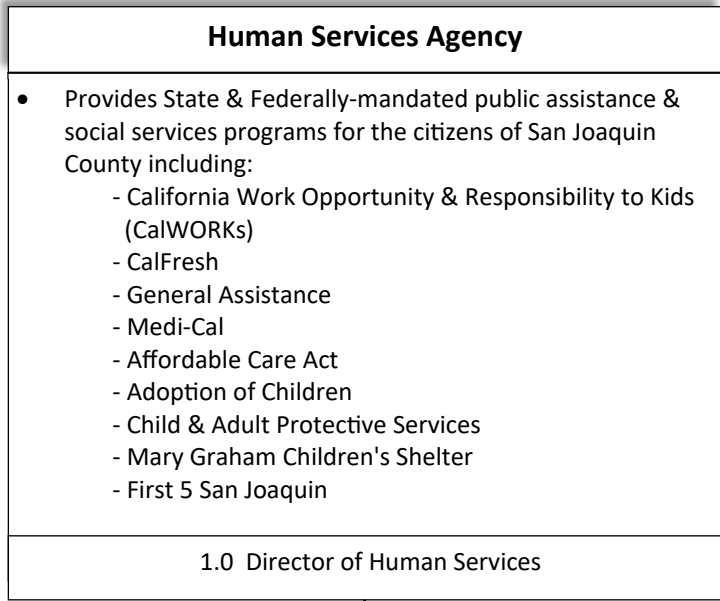 Human Services Agency
• Provides State & Federally-mandated public assistance &
social services programs for the citizens of San Joaquin
County including:
- California Work Opportunity & Responsibility to Kids
(CalWORKs)
- CalFresh
- General Assistance
- Medi-Cal
- Affordable Care Act
- Adoption of Children
- Child & Adult Protective Services
- Mary Graham Children's Shelter
- First 5 San Joaquin
1.0 Director of Human Services